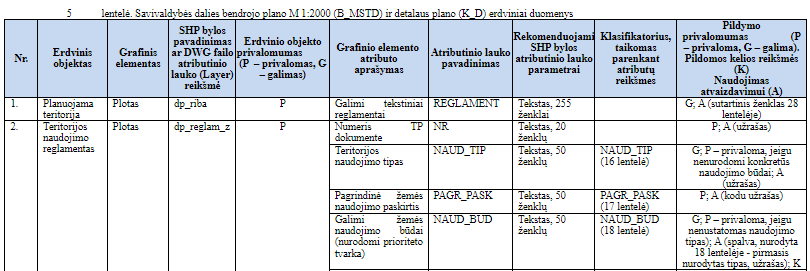 5 lentelė. Savivaldybės dalies bendrojo plano M 1:2000 (B_MSTD) ir detalaus plano (K_D) erdviniai duomenys
Nr.
Erdvinis
objektas
Grafinis
elementas
SHP bylos
pavadinimas
ar DWG failo
atributinio
lauko (Layer)
reikšmė
Erdvinio objekto
privalomumas
(P – privalomas, G
– galimas)
Grafinio elemento
atributo
aprašymas
Atributinio lauko
pavadinimas
Rekomenduojami
SHP bylos
atributinio lauko
parametrai
Klasifikatorius,
taikomas
parenkant
atributų
reikšmes
Pildymo
privalomumas (P
– privaloma, G – galima).
Pildomos kelios reikšmės
(K)
Naudojimas
atvaizdavimui (A)
1.
Planuojama
teritorija
Plotas
dp_riba
P
Galimi tekstiniai
reglamentai
REGLAMENT
Tekstas, 255
ženklai
G; A (sutartinis ženklas 28
lentelėje)
2.
Teritorijos
naudojimo
reglamentas
Plotas
dp_reglam_z
P
Numeris TP
dokumente
NR
Tekstas, 20
ženklų
P; A (užrašas)
Teritorijos
naudojimo tipas
NAUD_TIP
Tekstas, 50
ženklų
NAUD_TIP
(16 lentelė)
G; P – privaloma, jeigu
nenurodomi konkretūs
naudojimo būdai; A
(užrašas)
Pagrindinė žemės
naudojimo paskirtis
PAGR_PASK
Tekstas, 50
ženklų
PAGR_PASK
(17 lentelė)
P; A (kodu užrašas)
Galimi žemės
naudojimo būdai
(nurodomi prioriteto
tvarka)
NAUD_BUD
Tekstas, 50
ženklų
NAUD_BUD
(18 lentelė)
G; P – privaloma, jeigu
nenustatomas naudojimo
tipas); A (spalva, nurodyta
18 lentelėje - pirmasis
nurodytas tipas, užrašas); K